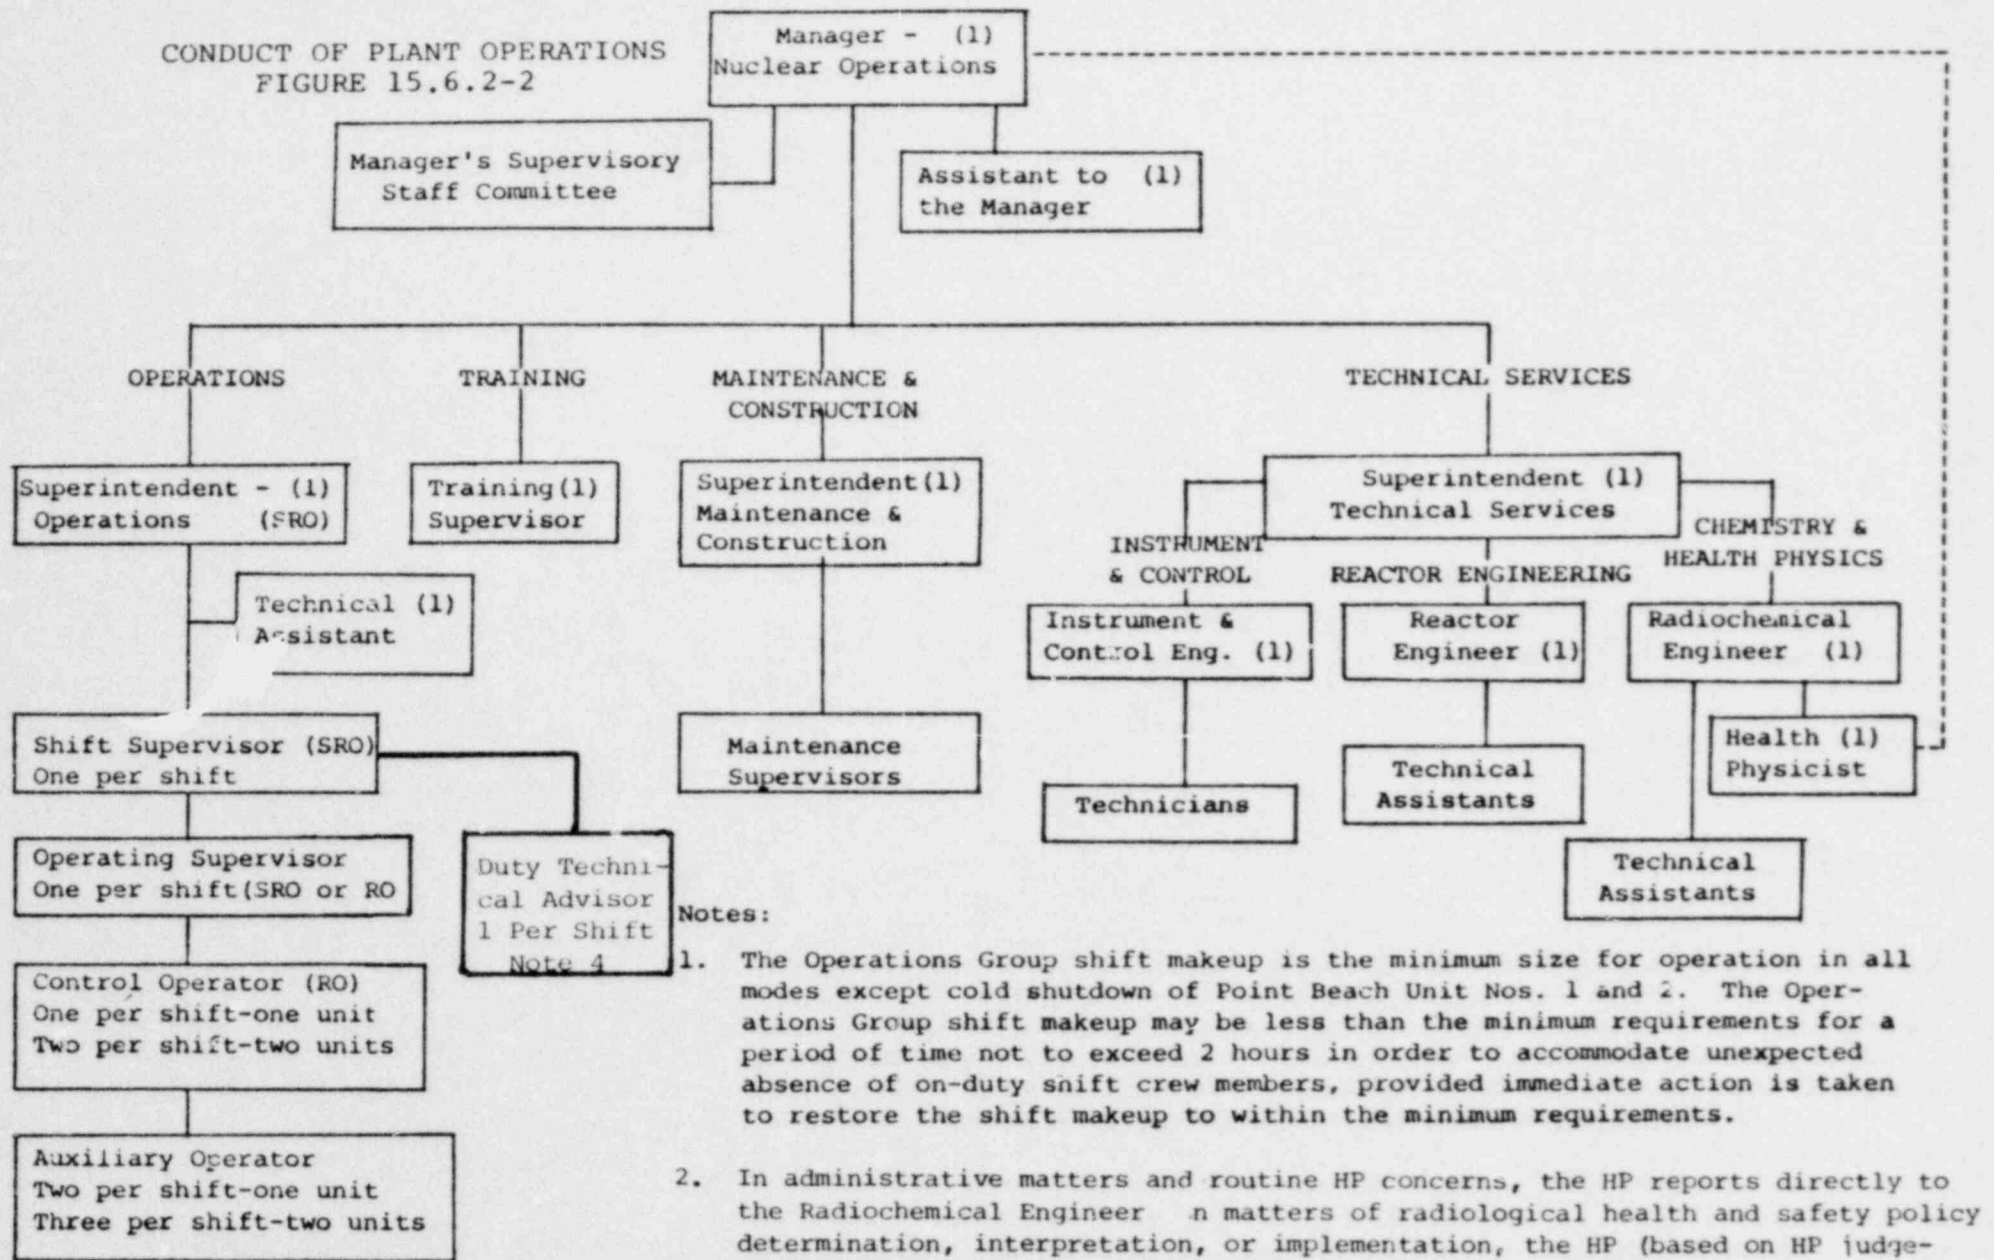 CONDUCT OF PLANT OPERATIONS
FIGURE 15.6.2-2
Manager - (1)
Nuclear Operations
Manager's Supervisory
Staff Committee
Assistant to (1)
the Manager
OPERATIONS
TRAINING
MAINTENANCE &
CONSTRUCTION
TECHNICAL SERVICES
Superintendent - (1)
Operations (SRO)
Training (1)
Supervisor
Superintendent (1)
Maintenance &
Construction
Superintendent (1)
Technical Services
INSTRUMENT
& CONTROL
REACTOR ENGINEERING
CHEMISTRY &
HEALTH PHYSICS
Technical (1)
Assistant
Instrument &
Control Eng. (1)
Reactor
Engineer (1)
Radiochemical
Engineer (1)
Shift Supervisor (SRO)
One per shift
Maintenance
Supervisors
Technicians
Technical
Assistants
Health (1)
Physicist
Technical
Assistants
Operating Supervisor
One per shift (SRO or RO
Duty Techni-
cal Advisor
1 Per Shift
Note 4
Control Operator (RO)
One per shift-one unit
Two per shift-two units
Auxiliary Operator
Two per shift-one unit
Three per shift-two units
Notes:
1. The Operations Group shift makeup is the minimum size for operation in all
modes except cold shutdown of Point Beach Unit Nos. 1 and 2. The Oper-
ations Group shift makeup may be less than the minimum requirements for a
period of time not to exceed 2 hours in order to accommodate unexpected
absence of on-duty shift crew members, provided immediate action is taken
to restore the shift makeup to within the minimum requirements.
2. In administrative matters and routine HP concerns, the HP reports directly to
the Radiochemical Engineer n matters of radiological health and safety policy
determination, interpretation, or implementation, the HP (based on HP judge-